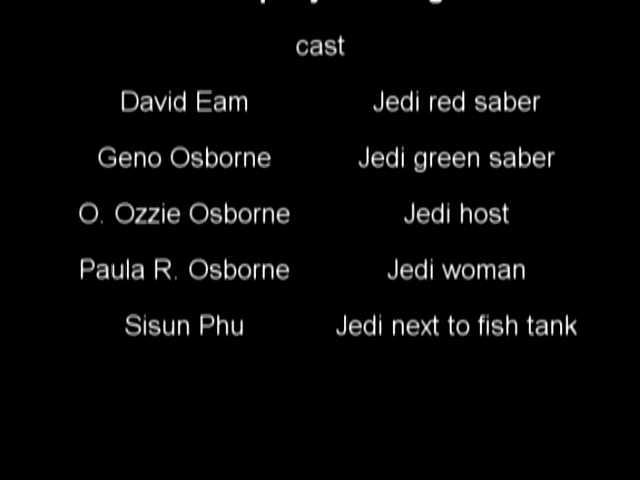 cast
David Eam Jedi red saber
Geno Osborne Jedi green saber
O. Ozzie Osborne Jedi host
Paula R. Osborne Jedi woman
Sisun Phu Jedi next to fish tank